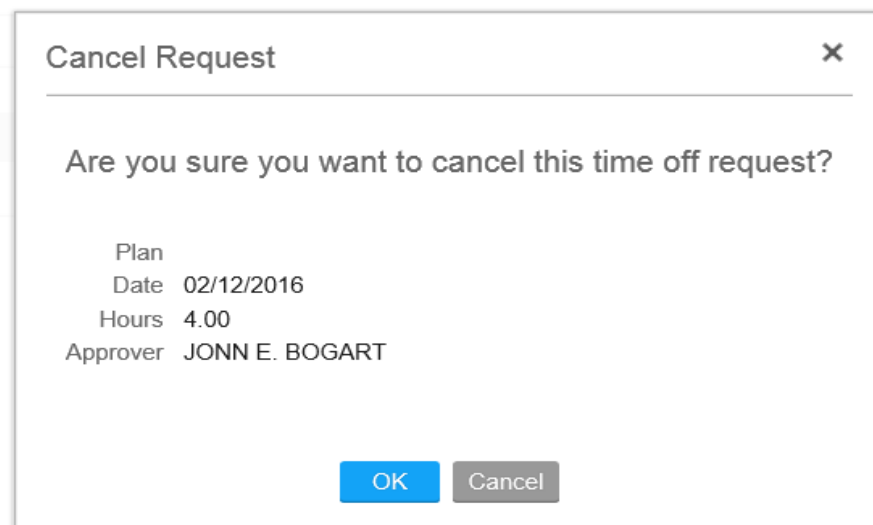 Cancel Request
Are you sure you want to cancel this time off request?
Plan
Date 02/12/2016
Hours 4.00
Approver JONN E. BOGART
OK Cancel